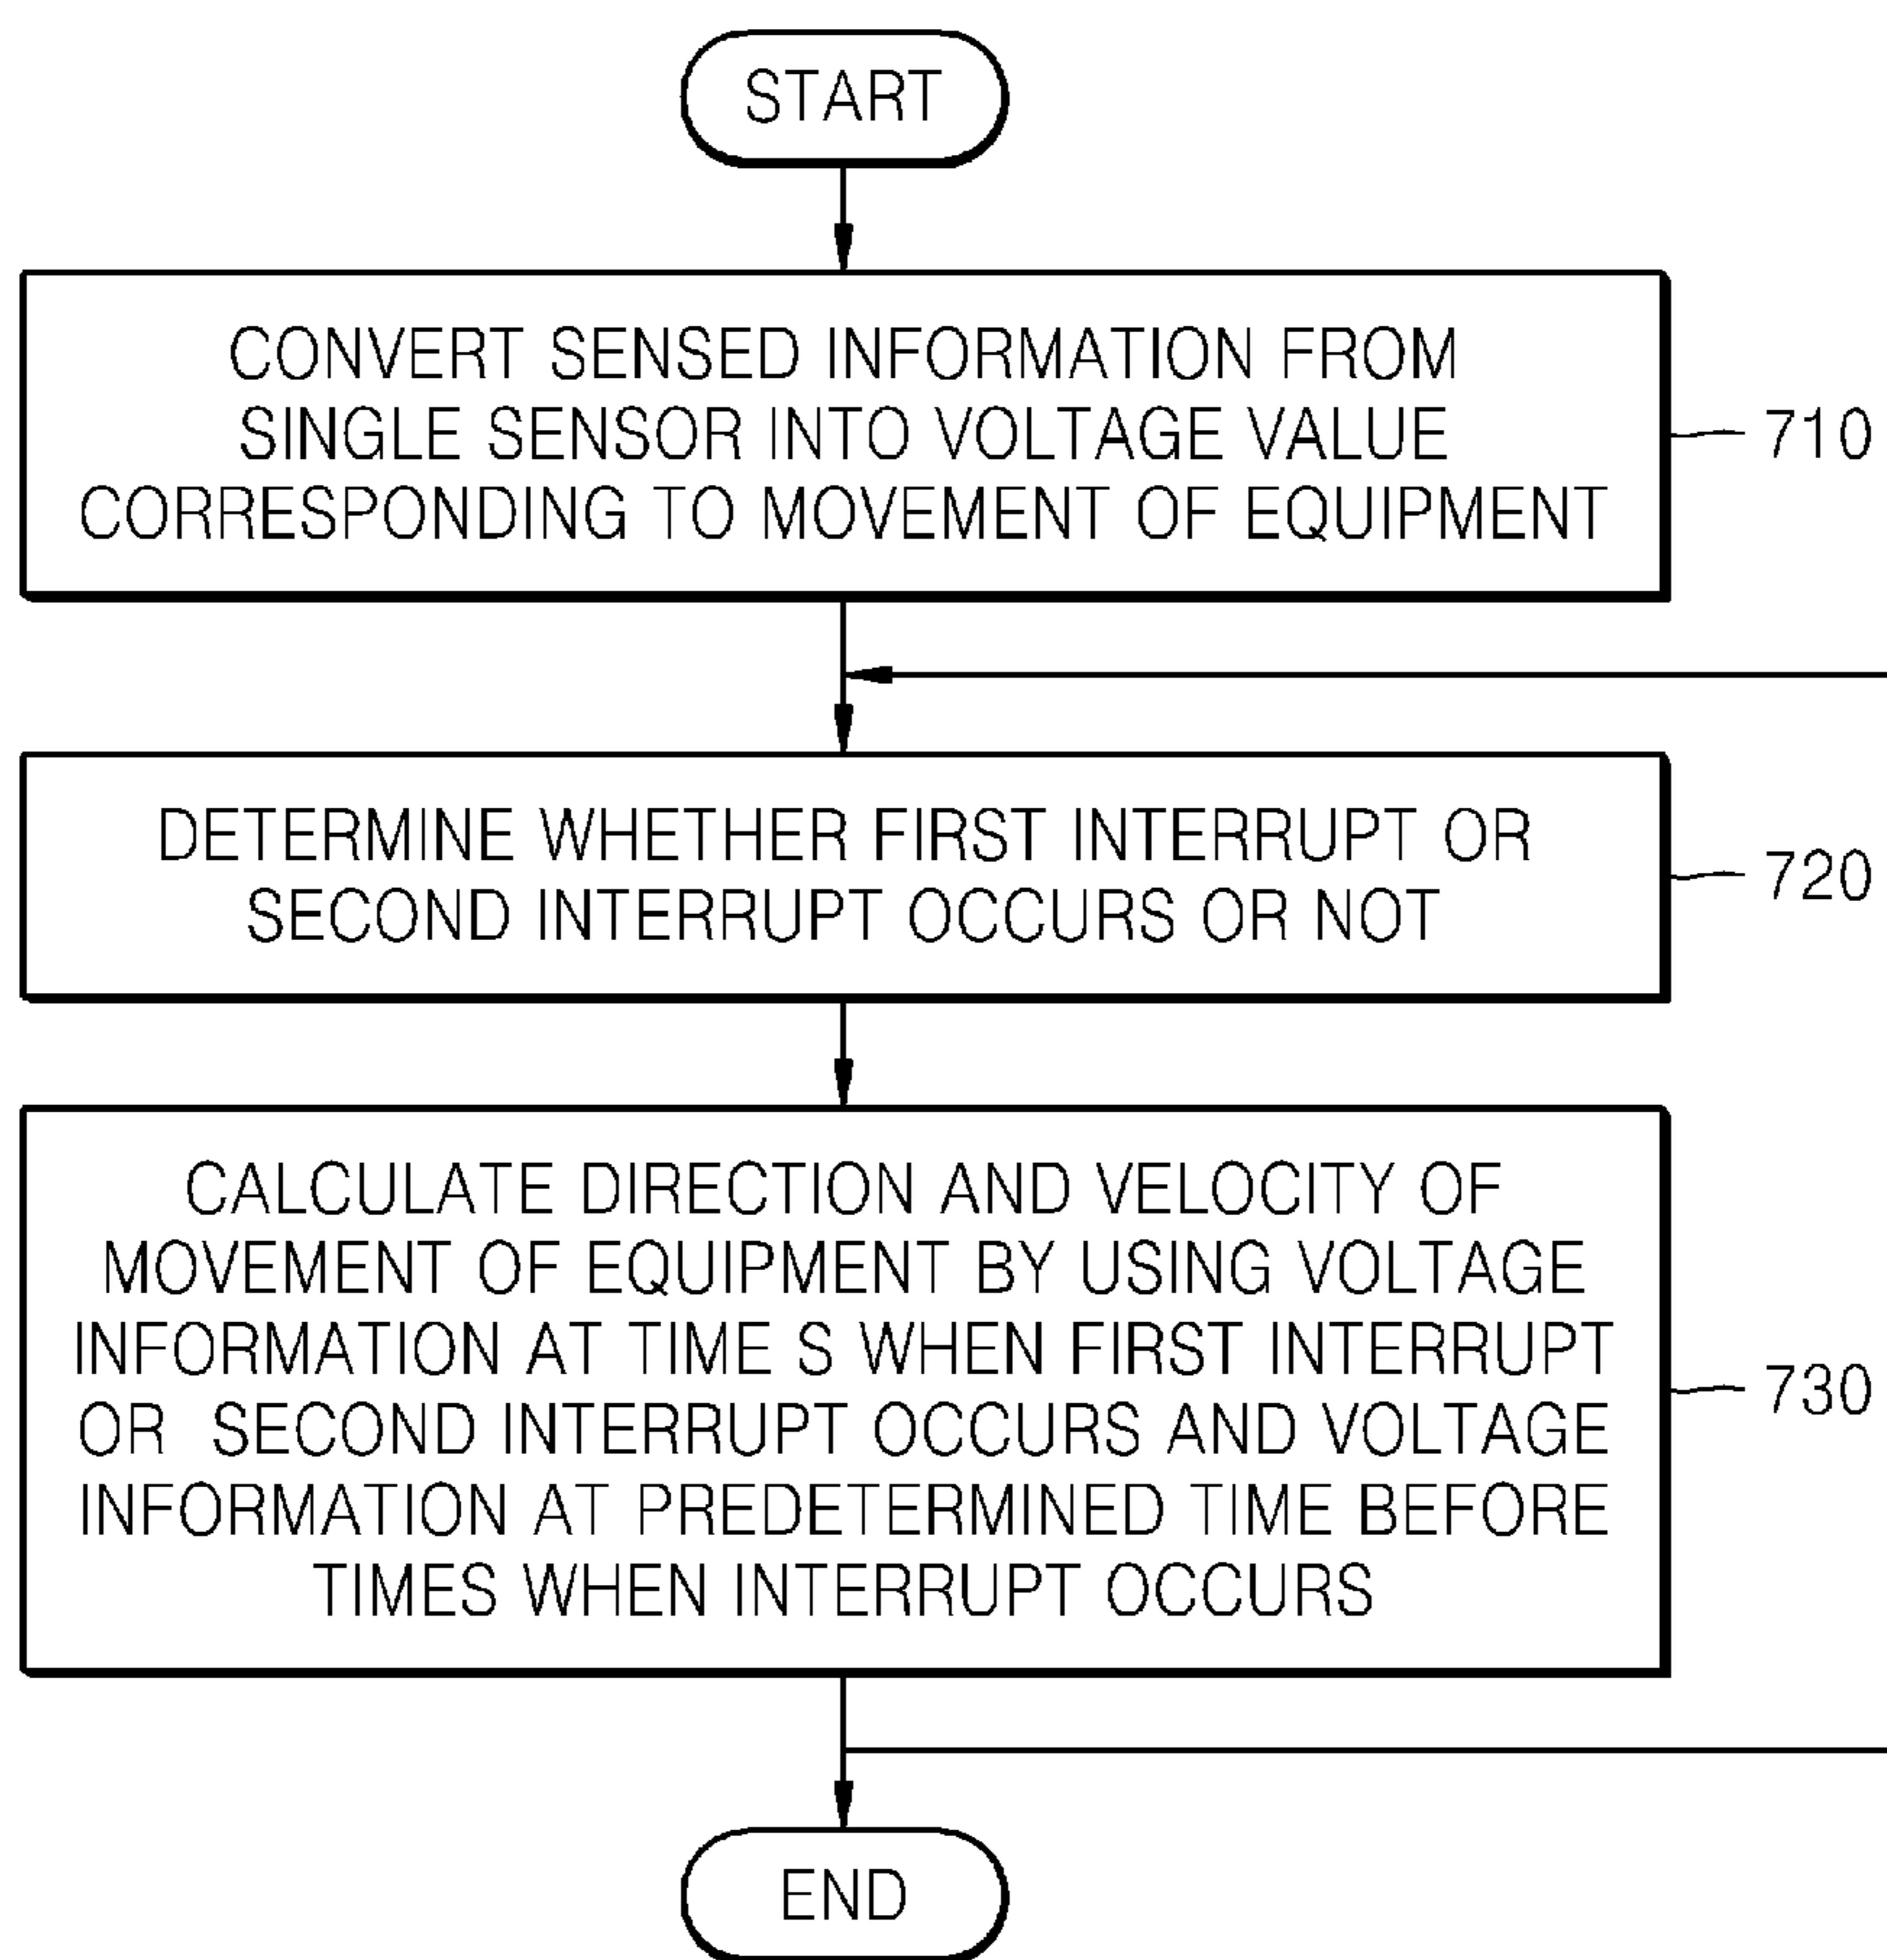 START
CONVERT SENSED INFORMATION FROM
SINGLE SENSOR INTO VOLTAGE VALUE
CORRESPONDING TO MOVEMENT OF EQUIPMENT
710
DETERMINE WHETHER FIRST INTERRUPT OR
SECOND INTERRUPT OCCURS OR NOT
720
CALCULATE DIRECTION AND VELOCITY OF
MOVEMENT OF EQUIPMENT BY USING VOLTAGE
INFORMATION AT TIME S WHEN FIRST INTERRUPT
OR SECOND INTERRUPT OCCURS AND VOLTAGE
INFORMATION AT PREDETERMINED TIME BEFORE
TIMES WHEN INTERRUPT OCCURS
730
END